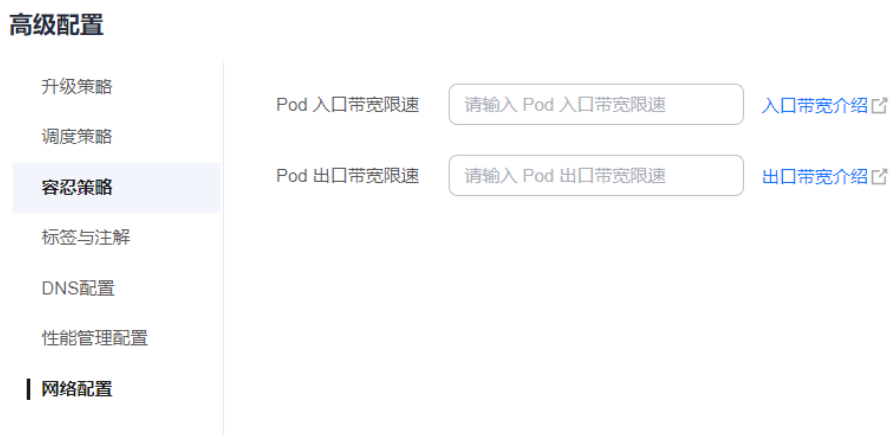 高级配置
升级策略
调度策略
容忍策略
标签与注解
DNS配置
性能管理配置
网络配置
Pod 入口带宽限速 请输入 Pod 入口带宽限速 入口带宽介绍
Pod 出口带宽限速 请输入 Pod 出口带宽限速 出口带宽介绍